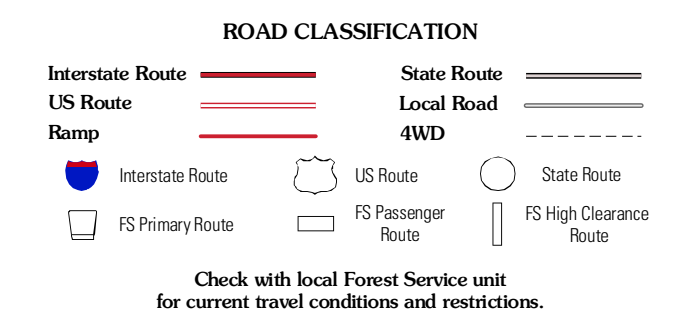 ROAD CLASSIFICATION
Interstate Route
State Route
US Route
Local Road
Ramp
4WD
Interstate Route
US Route
State Route
FS Primary Route
FS Passenger
Route
FS High Clearance
Route
Check with local Forest Service unit
for current travel conditions and restrictions.